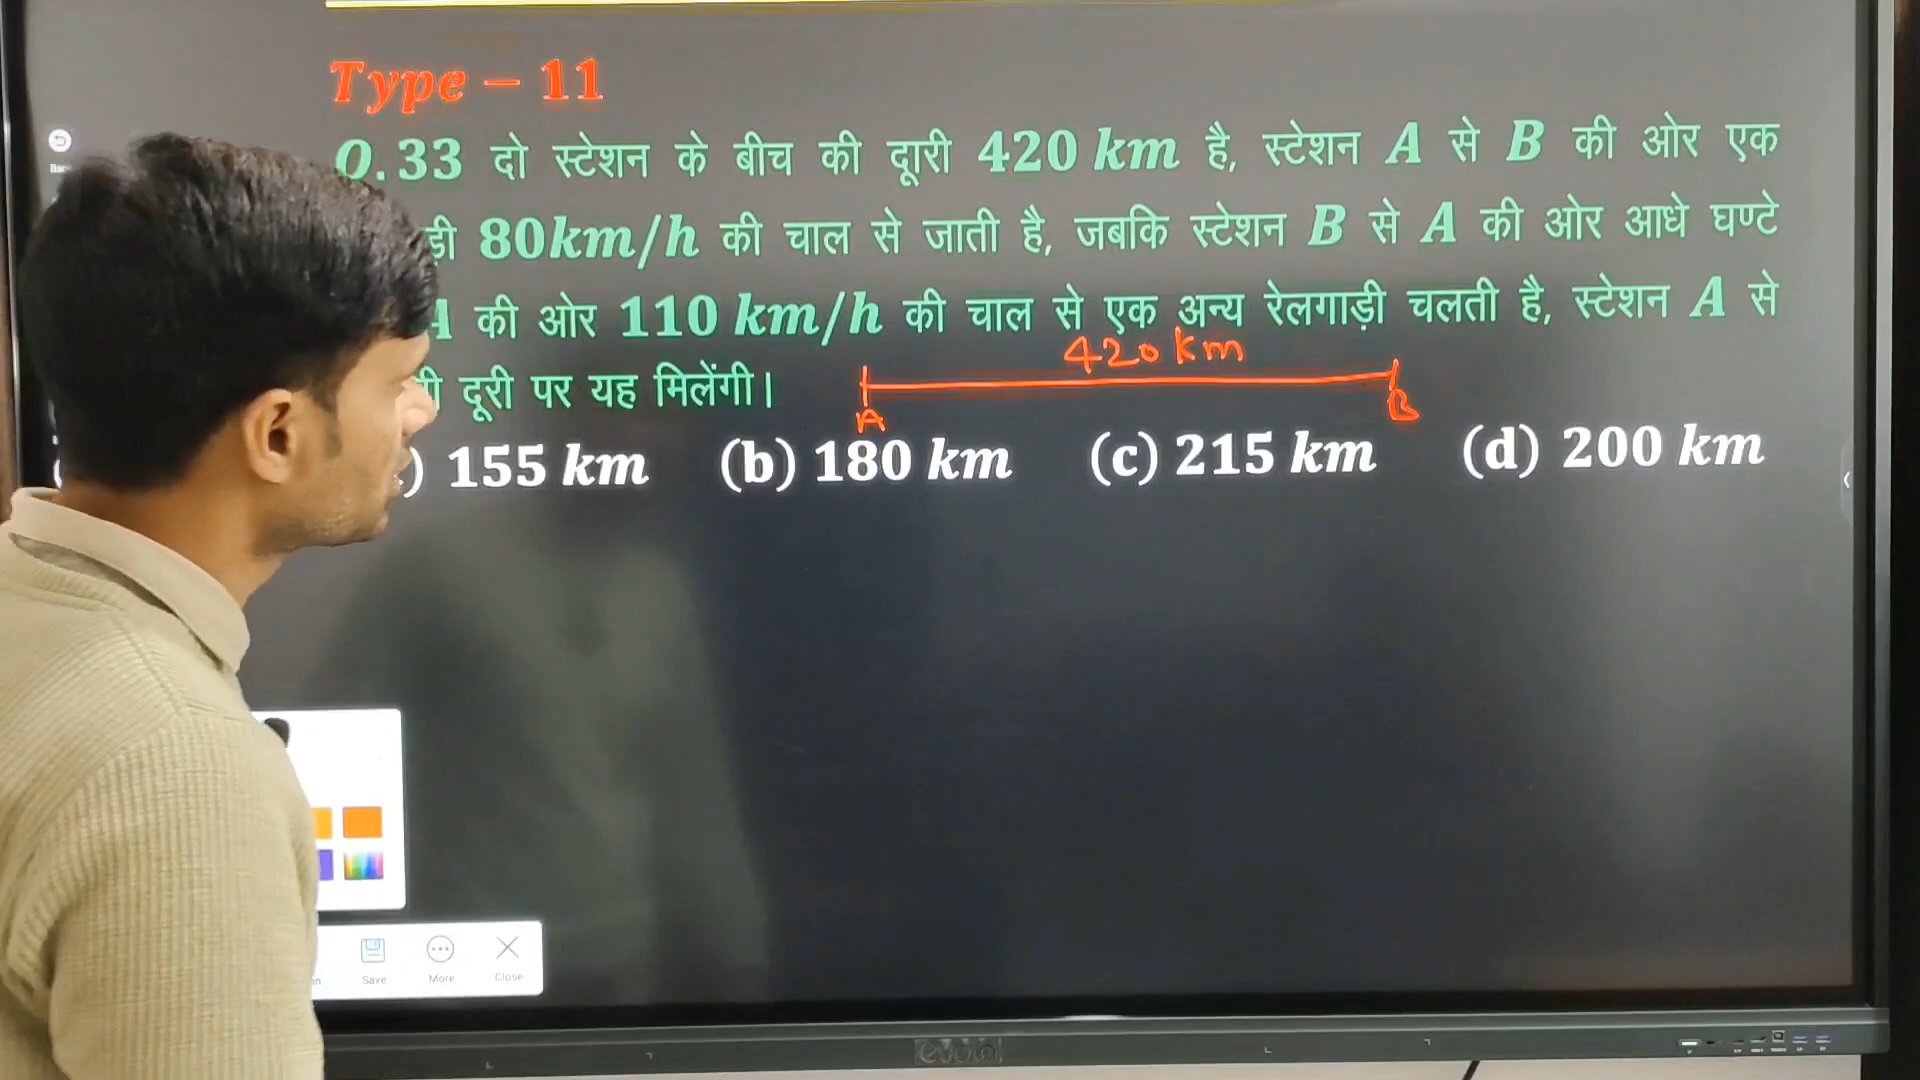 Type – 11
Q.33 दो स्टेशन के बीच की दूारी 420 km है, स्टेशन A से B की ओर एक
ड़ी 80km/h की चाल से जाती है, जबकि स्टेशन B से A की ओर आधे घण्टे
A की ओर 110 km/h की चाल से एक अन्य रेलगाड़ी चलती है, स्टेशन A से
420 km
दूरी पर यह मिलेंगी।
A B
) 155 km (b) 180 km (c) 215 km (d) 200 km
Save More Close
evota